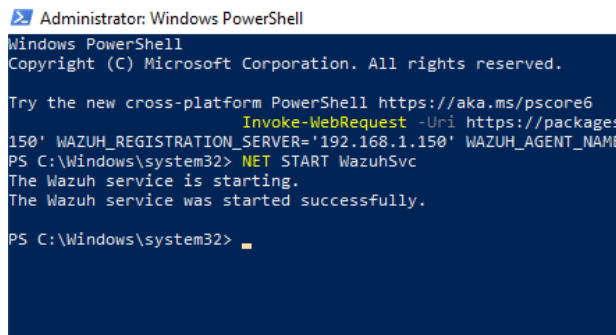 Administrator: Windows PowerShell
Windows PowerShell
Copyright (C) Microsoft Corporation. All rights reserved.
Try the new cross-platform PowerShell https://aka.ms/pscore6
Invoke-WebRequest -Uri https://packages
150' WAZUH_REGISTRATION_SERVER='192.168.1.150' WAZUH_AGENT_NAME
PS C:\Windows\system32> NET START WazuhSvc
The Wazuh service is starting.
The Wazuh service was started successfully.
PS C:\Windows\system32>